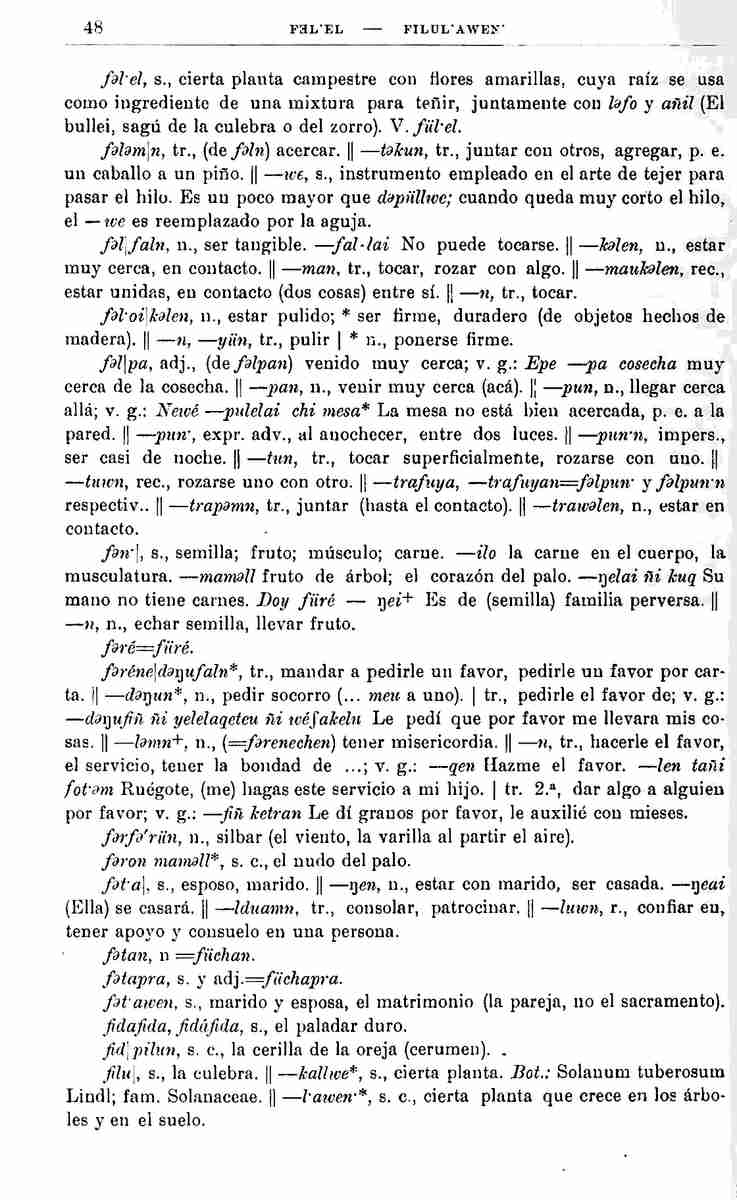 48 FƏL·EL — FILUL·AWEN·
fəl·el, s., cierta planta campestre con flores amarillas, cuya raíz se usa
como ingrediente de una mixtura para teñir, juntamente con ləfo y añil (El
bullei, sagú de la culebra o del zorro). V. fül·el.
fələm|n, tr., (de fəln) acercar. || —təkun, tr., juntar con otros, agregar, p. e.
un caballo a un piño. || —we, s., instrumento empleado en el arte de tejer para
pasar el hilo. Es un poco mayor que dəpüllwe; cuando queda muy corto el hilo,
el —we es reemplazado por la aguja.
fəl|faln, n., ser tangible. —fal·lai No puede tocarse. || —kəlen, n., estar
muy cerca, en contacto. || —man, tr., tocar, rozar con algo. || —maukəlen, rec.,
estar unidas, en contacto (dos cosas) entre sí. || —n, tr., tocar.
fəl·oi|kəlen, n., estar pulido; * ser firme, duradero (de objetos hechos de
madera). || —n, —yün, tr., pulir | * n., ponerse firme.
fəl|pa, adj., (de fəlpan) venido muy cerca; v. g.: Epe —pa cosecha muy
cerca de la cosecha. || —pan, n., venir muy cerca (acá). || —pun, n., llegar cerca
allá; v. g.: Newé —pulelai chi mesa* La mesa no está bien acercada, p. e. a la
pared. || —pun·, expr. adv., al anochecer, entre dos luces. || —pun·n, impers.,
ser casi de noche. || —tun, tr., tocar superficialmente, rozarse con uno. ||
—tuwn, rec., rozarse uno con otro. || —trafuya, —trafuyan=fəlpun· y fəlpun·n
respectiv.. || —trapəmn, tr., juntar (hasta el contacto). || —trawəlen, n., estar en
contacto.
fən·|, s., semilla; fruto; músculo; carne. —ilo la carne en el cuerpo, la
musculatura. —maməll fruto de árbol; el corazón del palo. —ŋelai ñi kuq Su
mano no tiene carnes. Doy füré — ŋei+ Es de (semilla) familia perversa. ||
—n, n., echar semilla, llevar fruto.
fəré=füré.
fəréne|dəŋufaln*, tr., mandar a pedirle un favor, pedirle un favor por car-
ta. || —dəŋun*, n., pedir socorro (... meu a uno). | tr., pedirle el favor de; v. g.:
—dəŋufiñ ñi yelelaqeteu ñi wéʃakelu Le pedí que por favor me llevara mis co-
sas. || —ləmn+, n., (=fərenechen) tener misericordia. || —n, tr., hacerle el favor,
el servicio, tener la bondad de ...; v. g.: —qen Hazme el favor. —len tañi
fot·əm Ruégote, (me) hagas este servicio a mi hijo. | tr. 2.ª, dar algo a alguien
por favor; v. g.: —fiñ ketran Le dí granos por favor, le auxilié con mieses.
fərfə'rün, n., silbar (el viento, la varilla al partir el aire).
fəron maməll*, s. c., el nudo del palo.
fət·a|, s., esposo, marido. || —ŋen, n., estar con marido, ser casada. —ŋeai
(Ella) se casará. || —lduamn, tr., consolar, patrocinar. || —luwn, r., confiar en,
tener apoyo y consuelo en una persona.
fətan, n =füchan.
fətapra, s. y adj.=füchapra.
fət·awen, s., marido y esposa, el matrimonio (la pareja, no el sacramento).
fidafida, fidáfida, s., el paladar duro.
fid|pilun, s. c., la cerilla de la oreja (cerumen).
filu|, s., la culebra. || —kallwe*, s., cierta planta. Bot.: Solanum tuberosum
Lindl; fam. Solanaceae. || —l·awen·*, s. c., cierta planta que crece en los árbo-
les y en el suelo.